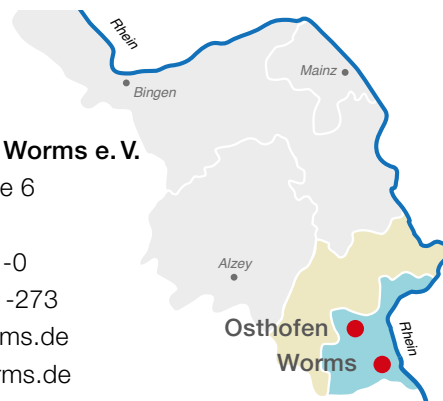 Rhein
Mainz
Bingen
Worms e. V.
e 6
-0
Alzey
-273
Osthofen
Rhein
ms.de
Worms
rms.de